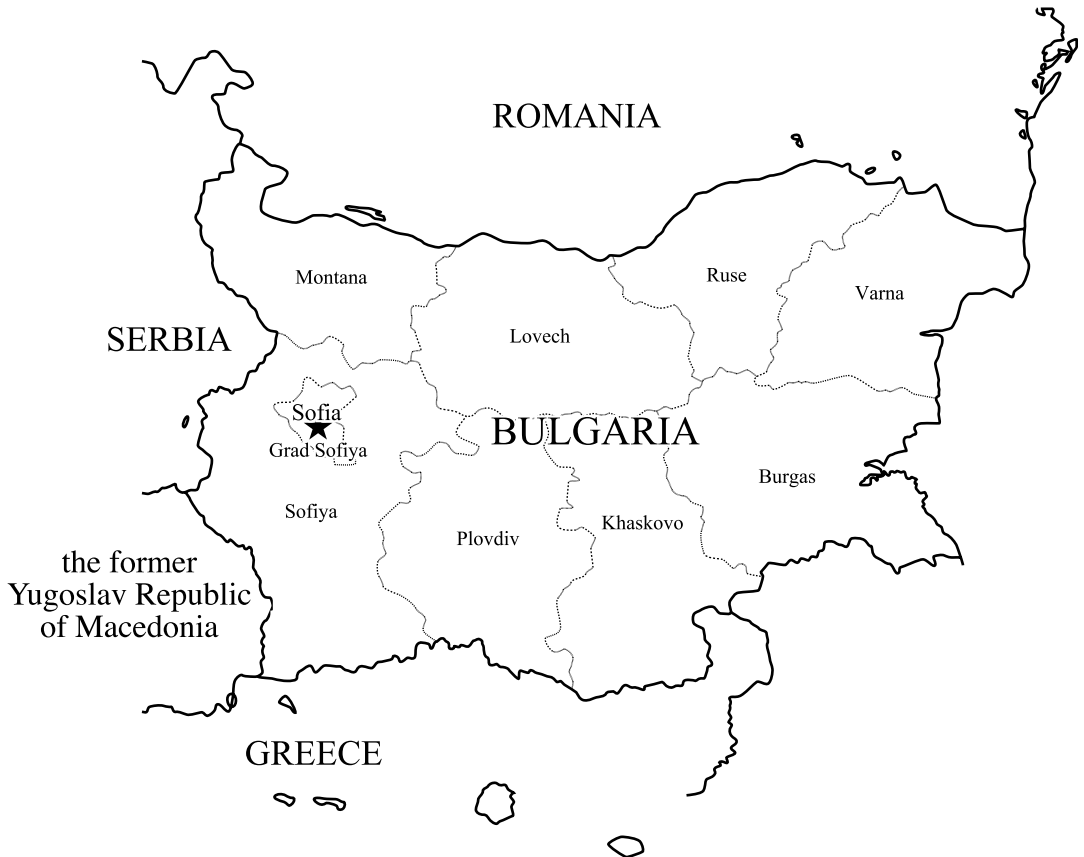 ROMANIA
Montana
Ruse
Varna
Lovech
SERBIA
Sofia
BULGARIA
Grad Sofiya
Burgas
Sofiya
Khaskovo
Plovdiv
the former
Yugoslav Republic
of Macedonia
GREECE